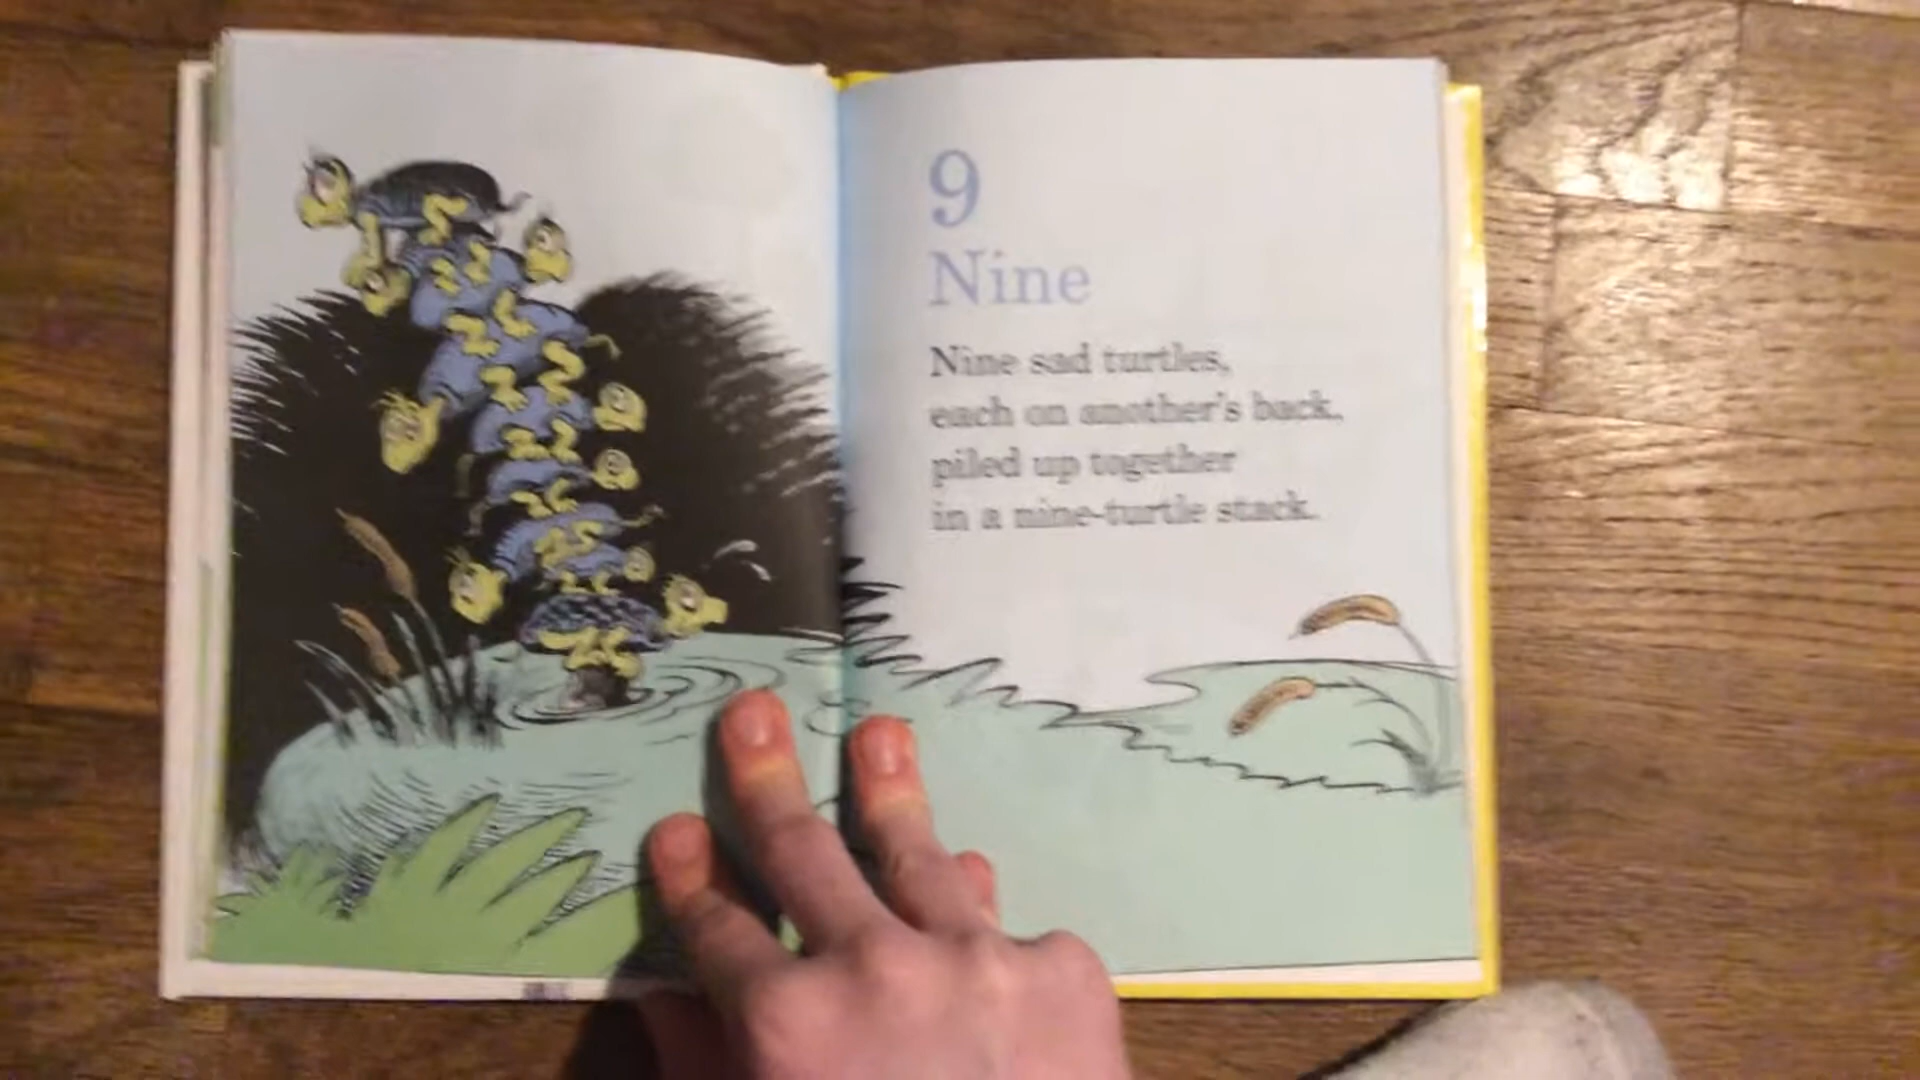 9
Nine
Nine sad turtles,
each on another's back,
piled up together
in a nine-turtle stack.